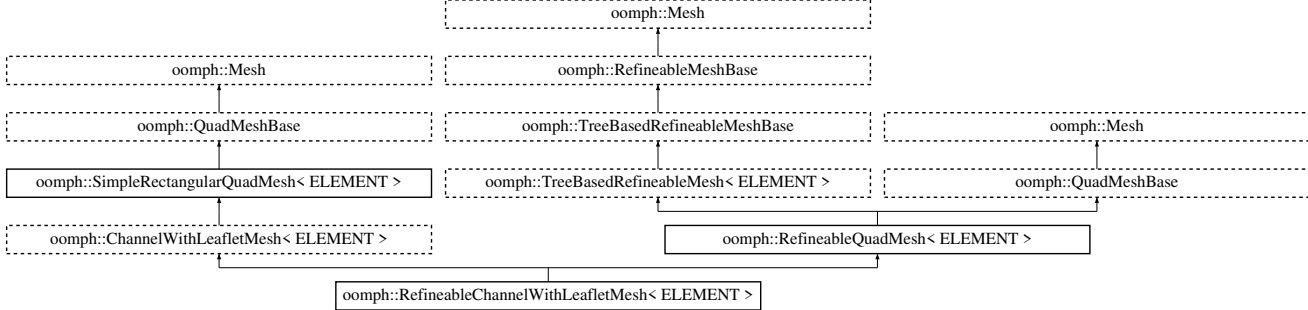 oomph::Mesh
oomph::Mesh
oomph::RefineableMeshBase
oomph::QuadMeshBase
oomph::TreeBasedRefineableMeshBase
oomph::Mesh
oomph::SimpleRectangularQuadMesh< ELEMENT >
oomph::TreeBasedRefineableMesh< ELEMENT >
oomph::QuadMeshBase
oomph::ChannelWithLeafletMesh< ELEMENT >
oomph::RefineableQuadMesh< ELEMENT >
oomph::RefineableChannelWithLeafletMesh< ELEMENT >